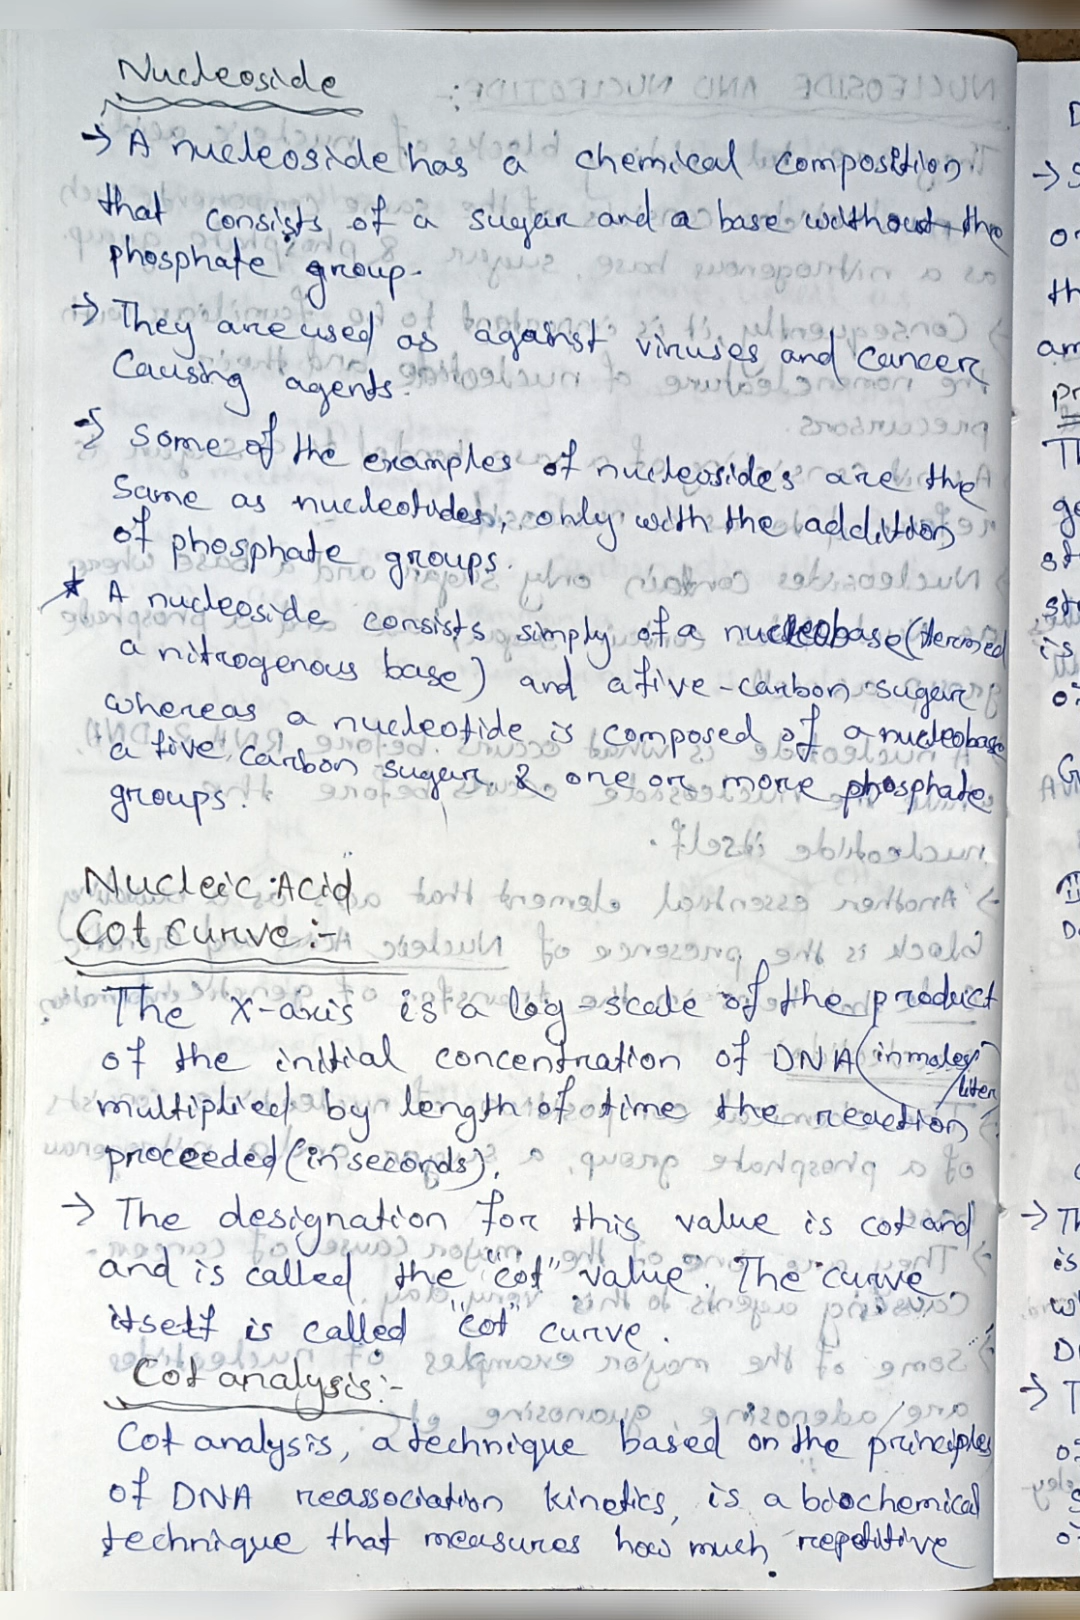 Nucleoside
→ A nucleoside has a chemical composition
that consists of a sugar and a base without the
phosphate group.
→ They are used as against viruses and cancer
causing agents.
→ Some of the examples of nucleosides are the
same as nucleotides, only with the addition
of phosphate groups.
* A nucleoside consists simply of a nucleobase (termed
a nitrogenous base) and a five-carbon sugar
whereas a nucleotide is composed of a nucleobase
a five carbon sugar & one or more phosphate
groups.
Nucleic Acid
Cot curve :-
The X-axis is a log scale of the product
of the initial concentration of DNA (in moles/liter)
multiplied by length of time the reaction
proceeded (in seconds).
→ The designation for this value is cot and
and is called the "cot" value. The curve
itself is called "cot" curve.
Cot analysis :-
Cot analysis, a technique based on the principles
of DNA reassociation kinetics, is a biochemical
technique that measures how much repetitive